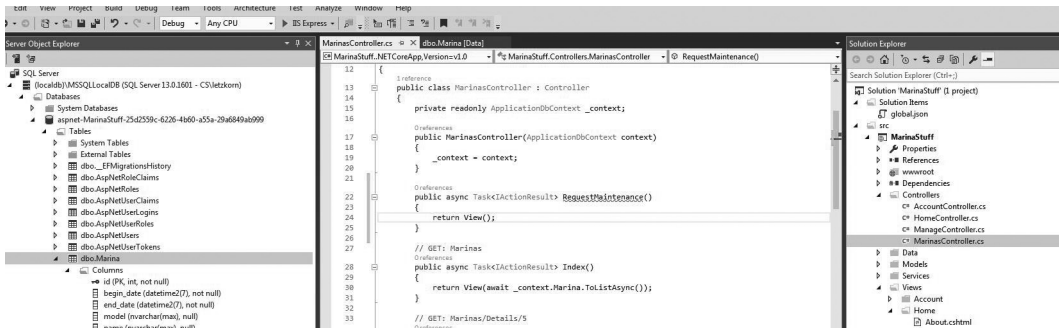 Edit View Project Build Debug Team Tools Architecture Test Analyze Window Help
Debug Any CPU IIS Express
Server Object Explorer
SQL Server
(localdb)\MSSQLLocalDB (SQL Server 13.0.1601 - CS\letzkorn)
Databases
System Databases
aspnet-MarinaStuff-25d2559c-6226-4b60-a55a-29a6849ab999
Tables
System Tables
External Tables
dbo.__EFMigrationsHistory
dbo.AspNetRoleClaims
dbo.AspNetRoles
dbo.AspNetUserClaims
dbo.AspNetUserLogins
dbo.AspNetUserRoles
dbo.AspNetUsers
dbo.AspNetUserTokens
dbo.Marina
Columns
id (PK, int, not null)
begin_date (datetime2(7), not null)
end_date (datetime2(7), not null)
model (nvarchar(max), null)
name (nvarchar(max), null)
MarinasController.cs dbo.Marina [Data]
MarinaStuff..NETCoreApp,Version=v1.0 MarinaStuff.Controllers.MarinasController RequestMaintenance()
12 {
1 reference
13 public class MarinasController : Controller
14 {
15 private readonly ApplicationDbContext _context;
16
0 references
17 public MarinasController(ApplicationDbContext context)
18 {
19 _context = context;
20 }
21
0 references
22 public async Task<IActionResult> RequestMaintenance()
23 {
24 return View();
25 }
26
27 // GET: Marinas
0 references
28 public async Task<IActionResult> Index()
29 {
30 return View(await _context.Marina.ToListAsync());
31 }
32
33 // GET: Marinas/Details/5
0 references
Solution Explorer
Search Solution Explorer (Ctrl+;)
Solution 'MarinaStuff' (1 project)
Solution Items
global.json
src
MarinaStuff
Properties
References
wwwroot
Dependencies
Controllers
AccountController.cs
HomeController.cs
ManageController.cs
MarinasController.cs
Data
Models
Services
Views
Account
Home
About.cshtml